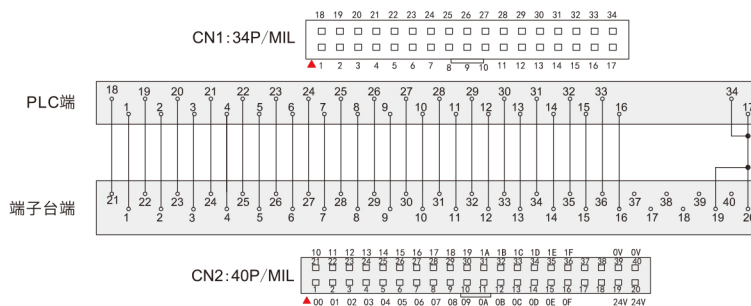 18 19 20 21 22 23 24 25 26 27 28 29 30 31 32 33 34
CN1:34P/MIL
1 2 3 4 5 6 7 8 9 10 11 12 13 14 15 16 17
18 19 20 21 22 23 24 25 26 27 28 29 30 31 32 33 34
PLC端
1 2 3 4 5 6 7 8 9 10 11 12 13 14 15 16 17
21 22 23 24 25 26 27 28 29 30 31 32 33 34 35 36 37 38 39 40
端子台端
1 2 3 4 5 6 7 8 9 10 11 12 13 14 15 16 17 18 19 20
10 11 12 13 14 15 16 17 18 19 1A 1B 1C 1D 1E 1F 0V 0V
21 22 23 24 25 26 27 28 29 30 31 32 33 34 35 36 37 38 39 40
CN2:40P/MIL
1 2 3 4 5 6 7 8 9 10 11 12 13 14 15 16 17 18 19 20
00 01 02 03 04 05 06 07 08 09 0A 0B 0C 0D 0E 0F 24V 24V